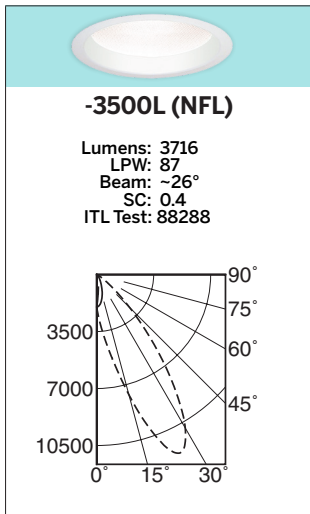 -3500L (NFL)
Lumens: 3716
LPW: 87
Beam: ~26°
SC: 0.4
ITL Test: 88288
90°
75°
3500
60°
7000
45°
10500
0° 15° 30°